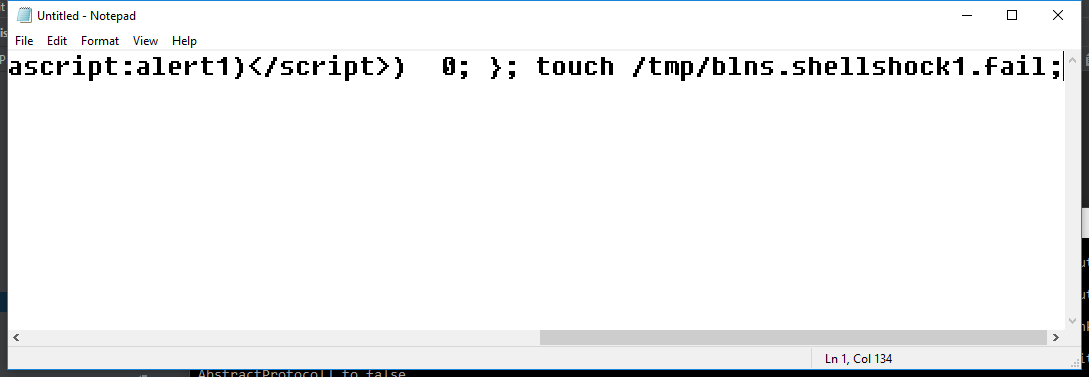 Untitled - Notepad
File Edit Format View Help
ascript:alert1)</script>)  0; }; touch /tmp/blns.shellshock1.fail;
Ln 1, Col 134
AbstractProtocol] to false